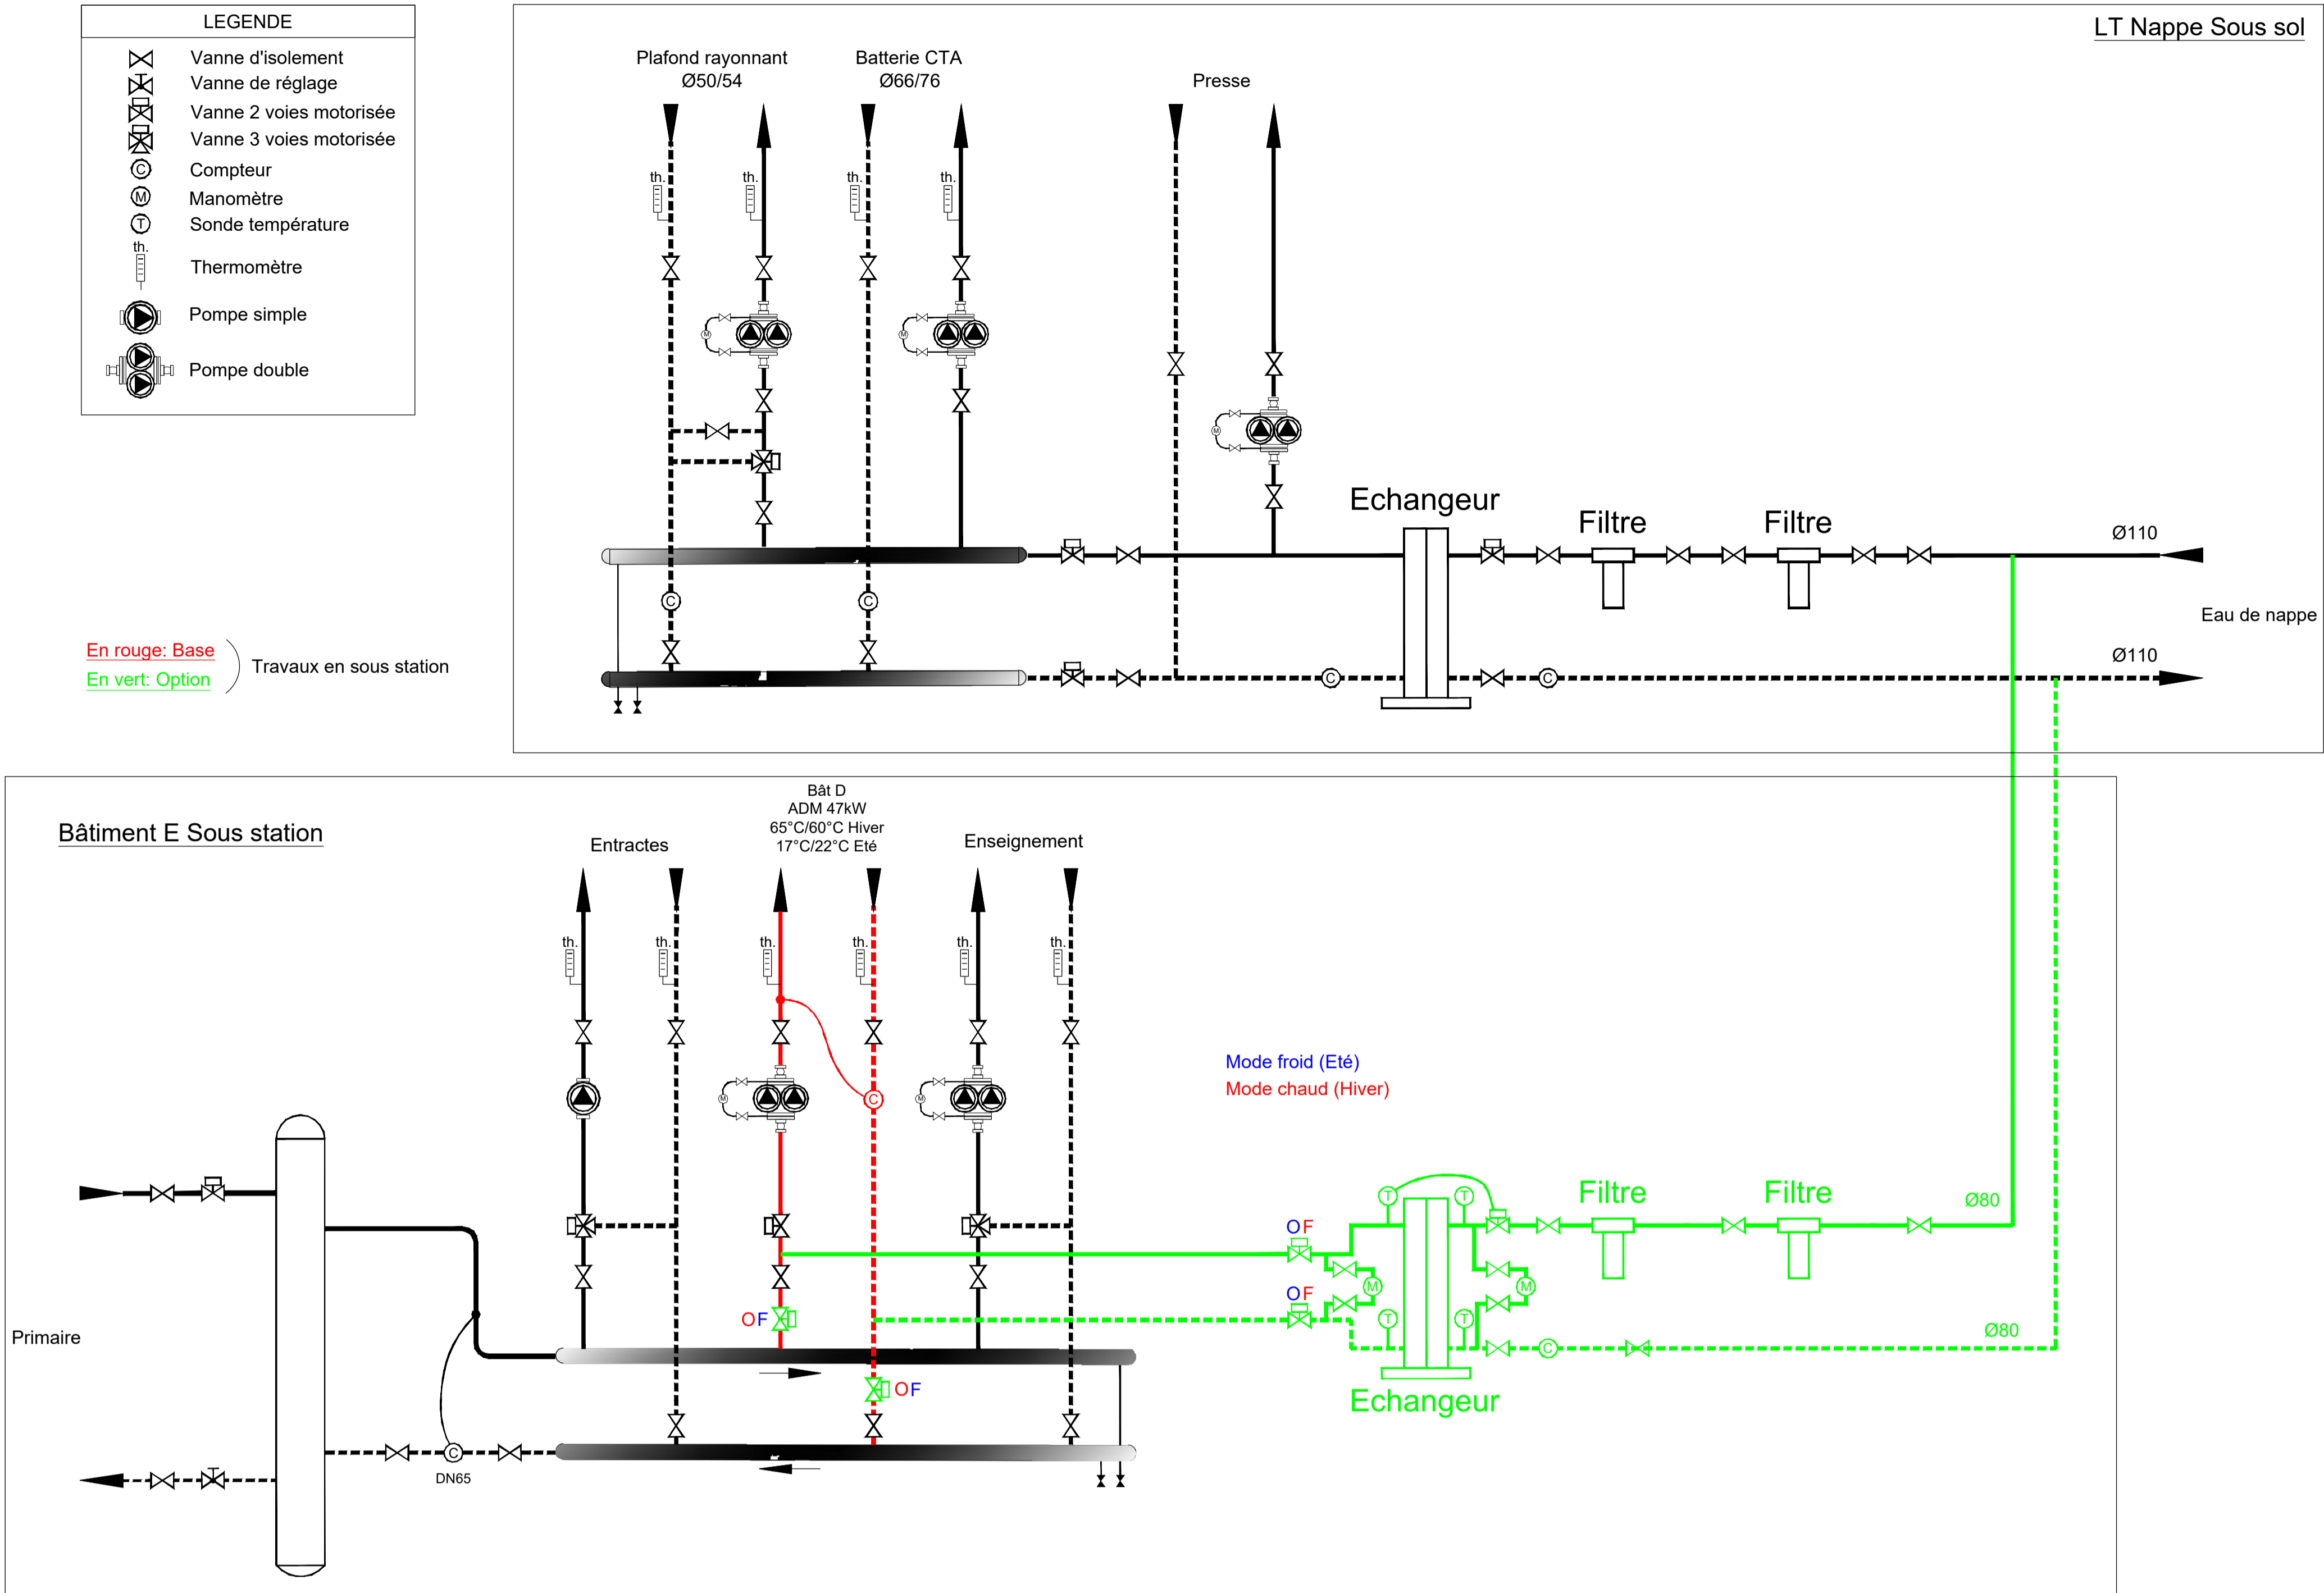 LEGENDE
Vanne d'isolement
Vanne de réglage
Vanne 2 voies motorisée
Vanne 3 voies motorisée
C
Compteur
M
Manomètre
T
Sonde température
th.
Thermomètre
Pompe simple
Pompe double
En rouge: Base
En vert: Option
Travaux en sous station
LT Nappe Sous sol
Plafond rayonnant
Ø50/54
Batterie CTA
Ø66/76
Presse
th.
th.
th.
th.
M
M
M
Echangeur
Filtre
Filtre
Ø110
C
C
Eau de nappe
Ø110
C
C
Bâtiment E Sous station
Bât D
ADM 47kW
65°C/60°C Hiver
17°C/22°C Eté
Entractes
Enseignement
th.
th.
th.
th.
th.
th.
Mode froid (Eté)
Mode chaud (Hiver)
M
C
M
T
T
Filtre
Filtre
Ø80
OF
M
M
OF
T
T
OF
Primaire
C
Ø80
OF
Echangeur
C
DN65